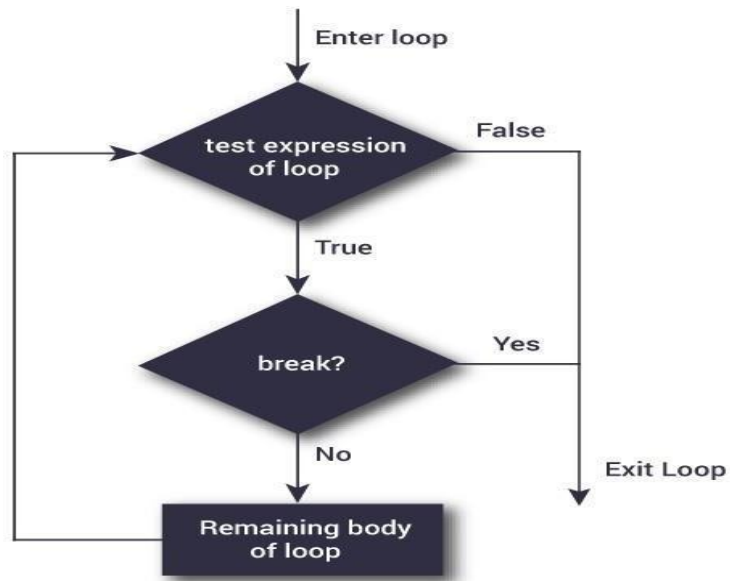 Enter loop
test expression
of loop
False
True
break?
Yes
No
Exit Loop
Remaining body
of loop